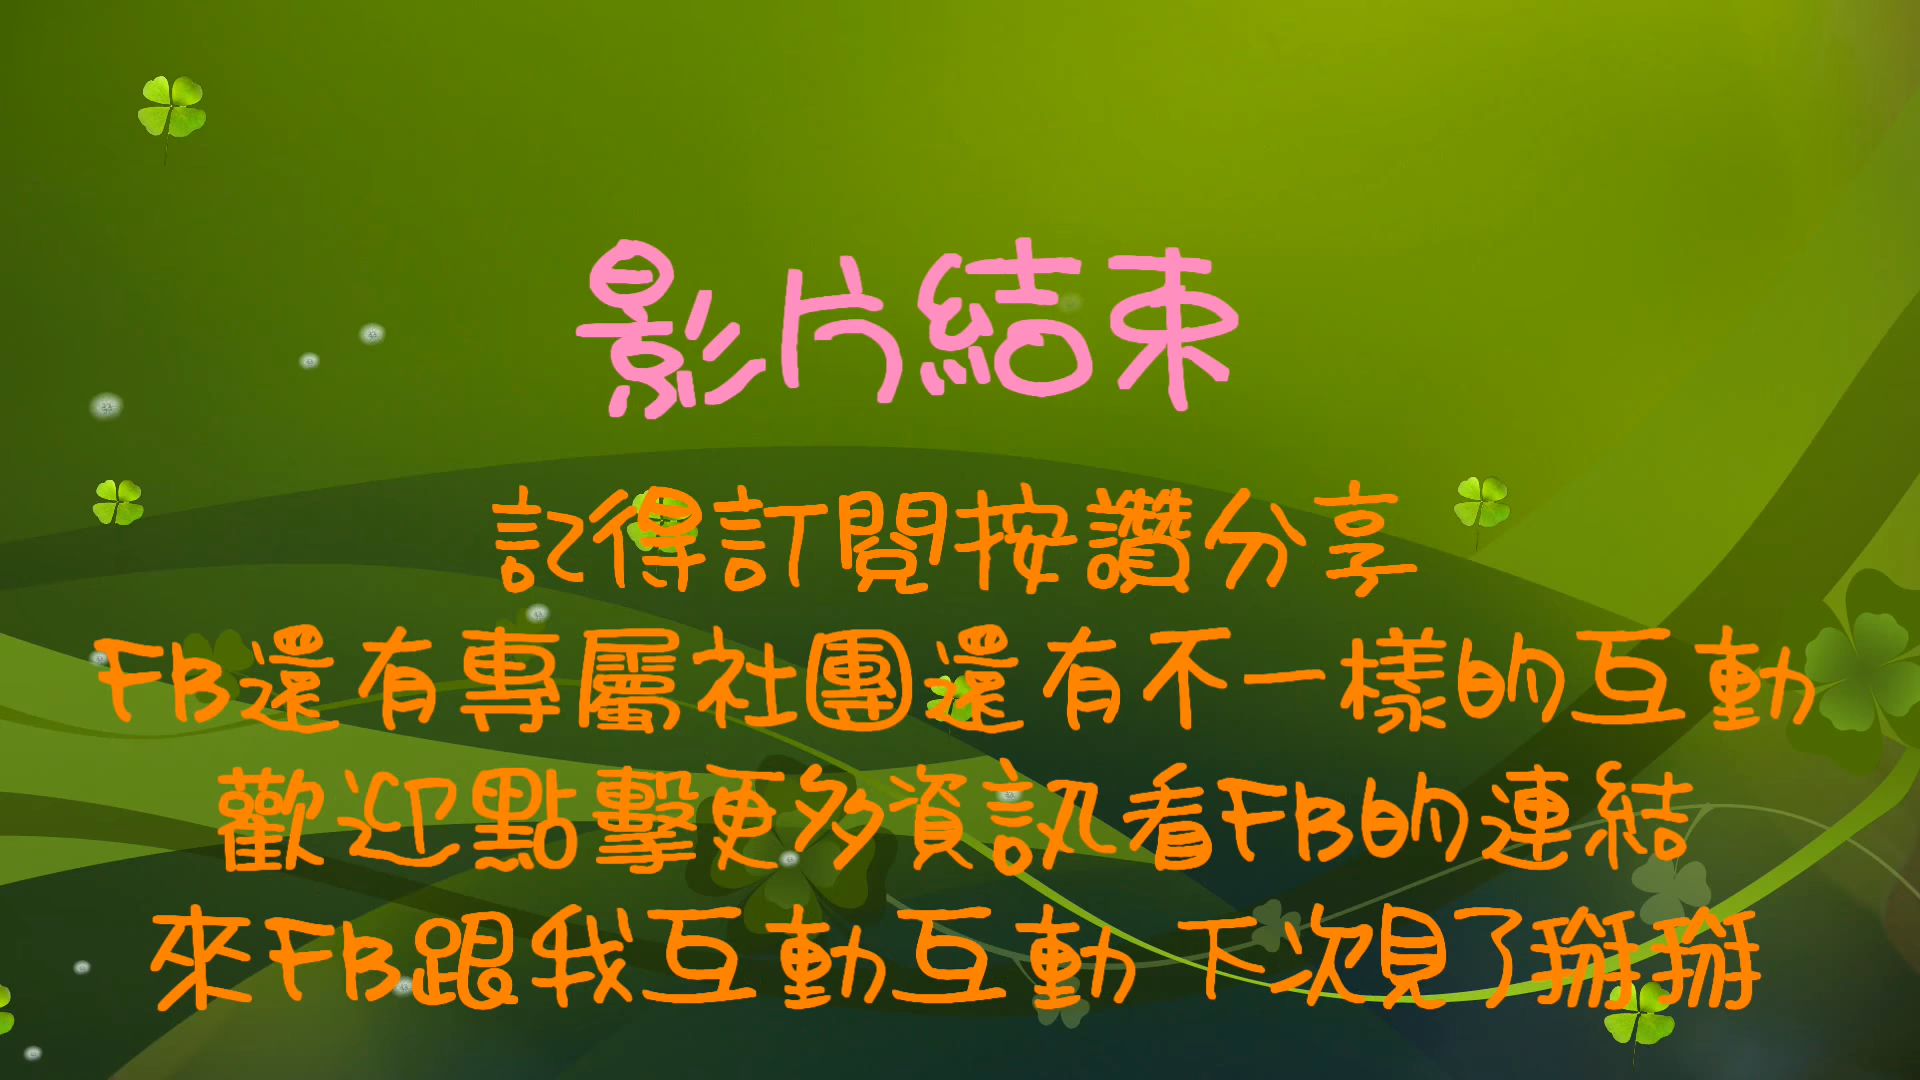 影片結束
記得訂閱按讚分享
FB還有專屬社團還有不一樣的互動
歡迎點擊更多資訊看FB的連結
來FB跟我互動互動 下次見了掰掰